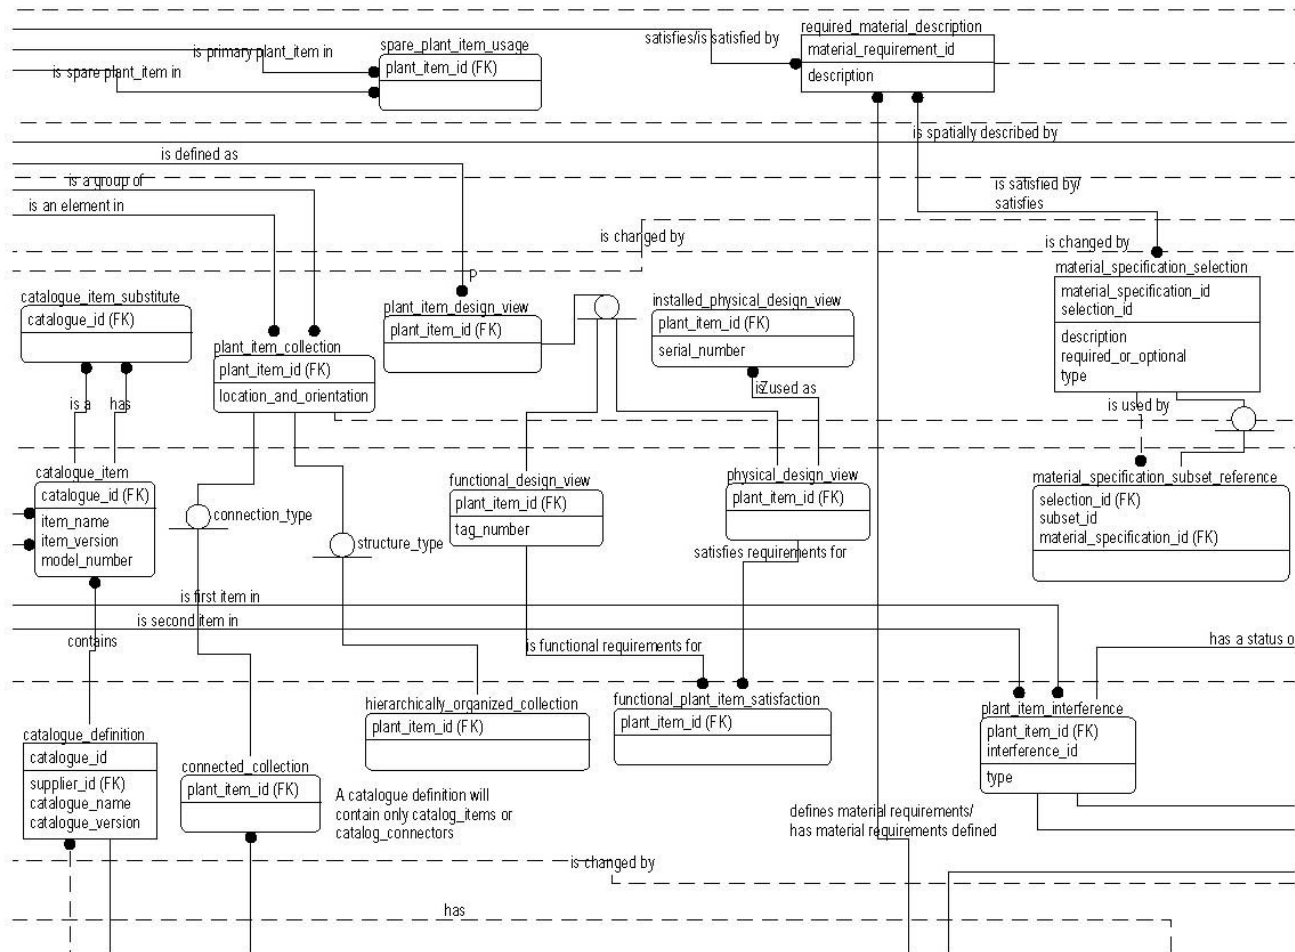 required_material_description
material_requirement_id
description
satisfies/is satisfied by
spare_plant_item_usage
plant_item_id (FK)
is primary plant_item in
is spare plant_item in
is spatially described by
is defined as
is a group of
is an element in
is satisfied by/
satisfies
is changed by
is changed by
P
material_specification_selection
material_specification_id
selection_id
description
required_or_optional
type
catalogue_item_substitute
catalogue_id (FK)
plant_item_design_view
plant_item_id (FK)
installed_physical_design_view
plant_item_id (FK)
serial_number
plant_item_collection
plant_item_id (FK)
location_and_orientation
is a
has
is used as
Z
is used by
catalogue_item
catalogue_id (FK)
item_name
item_version
model_number
connection_type
structure_type
functional_design_view
plant_item_id (FK)
tag_number
physical_design_view
plant_item_id (FK)
satisfies requirements for
material_specification_subset_reference
selection_id (FK)
subset_id
material_specification_id (FK)
is first item in
is second item in
contains
is functional requirements for
has a status o
hierarchically_organized_collection
plant_item_id (FK)
functional_plant_item_satisfaction
plant_item_id (FK)
plant_item_interference
plant_item_id (FK)
interference_id
type
catalogue_definition
catalogue_id
supplier_id (FK)
catalogue_name
catalogue_version
connected_collection
plant_item_id (FK)
A catalogue definition will
contain only catalog_items or
catalog_connectors
defines material requirements/
has material requirements defined
is changed by
has